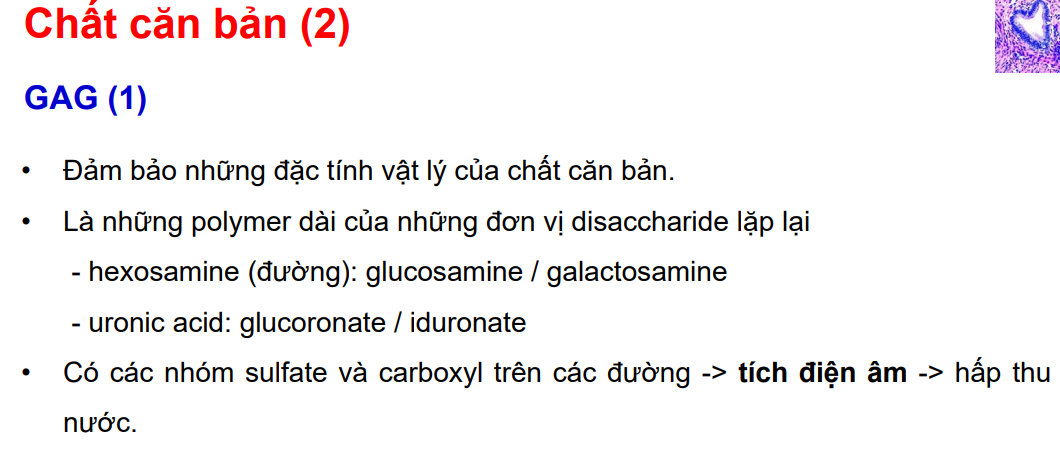 Chất căn bản (2)
GAG (1)
• Đảm bảo những đặc tính vật lý của chất căn bản.
• Là những polymer dài của những đơn vị disaccharide lặp lại
- hexosamine (đường): glucosamine / galactosamine
- uronic acid: glucoronate / iduronate
• Có các nhóm sulfate và carboxyl trên các đường -> tích điện âm -> hấp thu
nước.